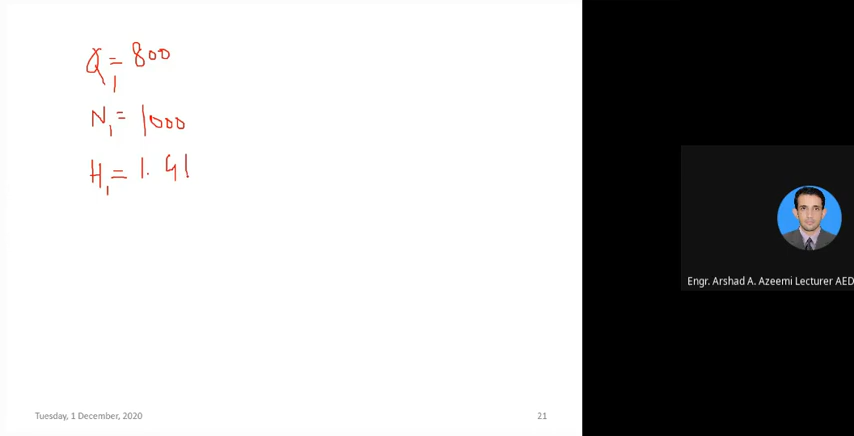 Q₁ = 800
N₁ = 1000
H₁ = 1.41
Engr. Arshad A. Azeemi Lecturer AED
Tuesday, 1 December, 2020
21